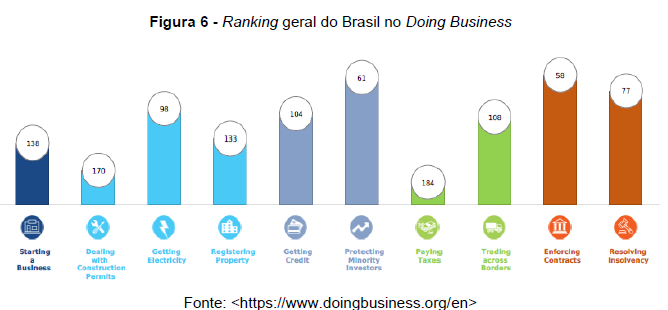 Figura 6 - Ranking geral do Brasil no Doing Business
138
170
98
133
104
61
184
108
58
77
Starting
a
Business
Dealing
with
Construction
Permits
Getting
Electricity
Registering
Property
Getting
Credit
Protecting
Minority
Investors
Paying
Taxes
Trading
across
Borders
Enforcing
Contracts
Resolving
Insolvency
Fonte: <https://www.doingbusiness.org/en>